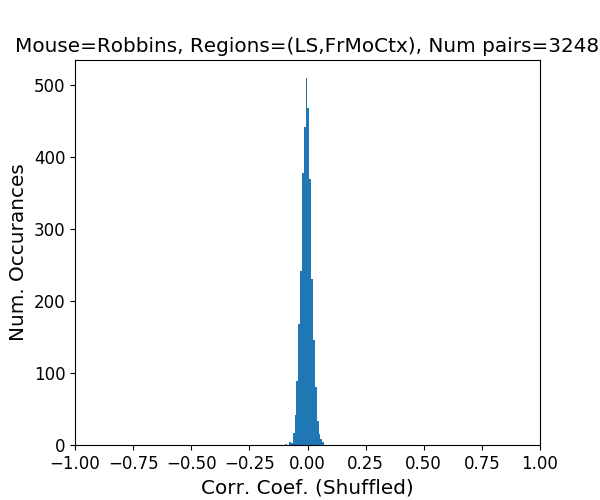 Mouse=Robbins, Regions=(LS,FrMoCtx), Num pairs=3248
500
400
300
200
100
0
Num. Occurances
−1.00 −0.75 −0.50 −0.25 0.00 0.25 0.50 0.75 1.00
Corr. Coef. (Shuffled)